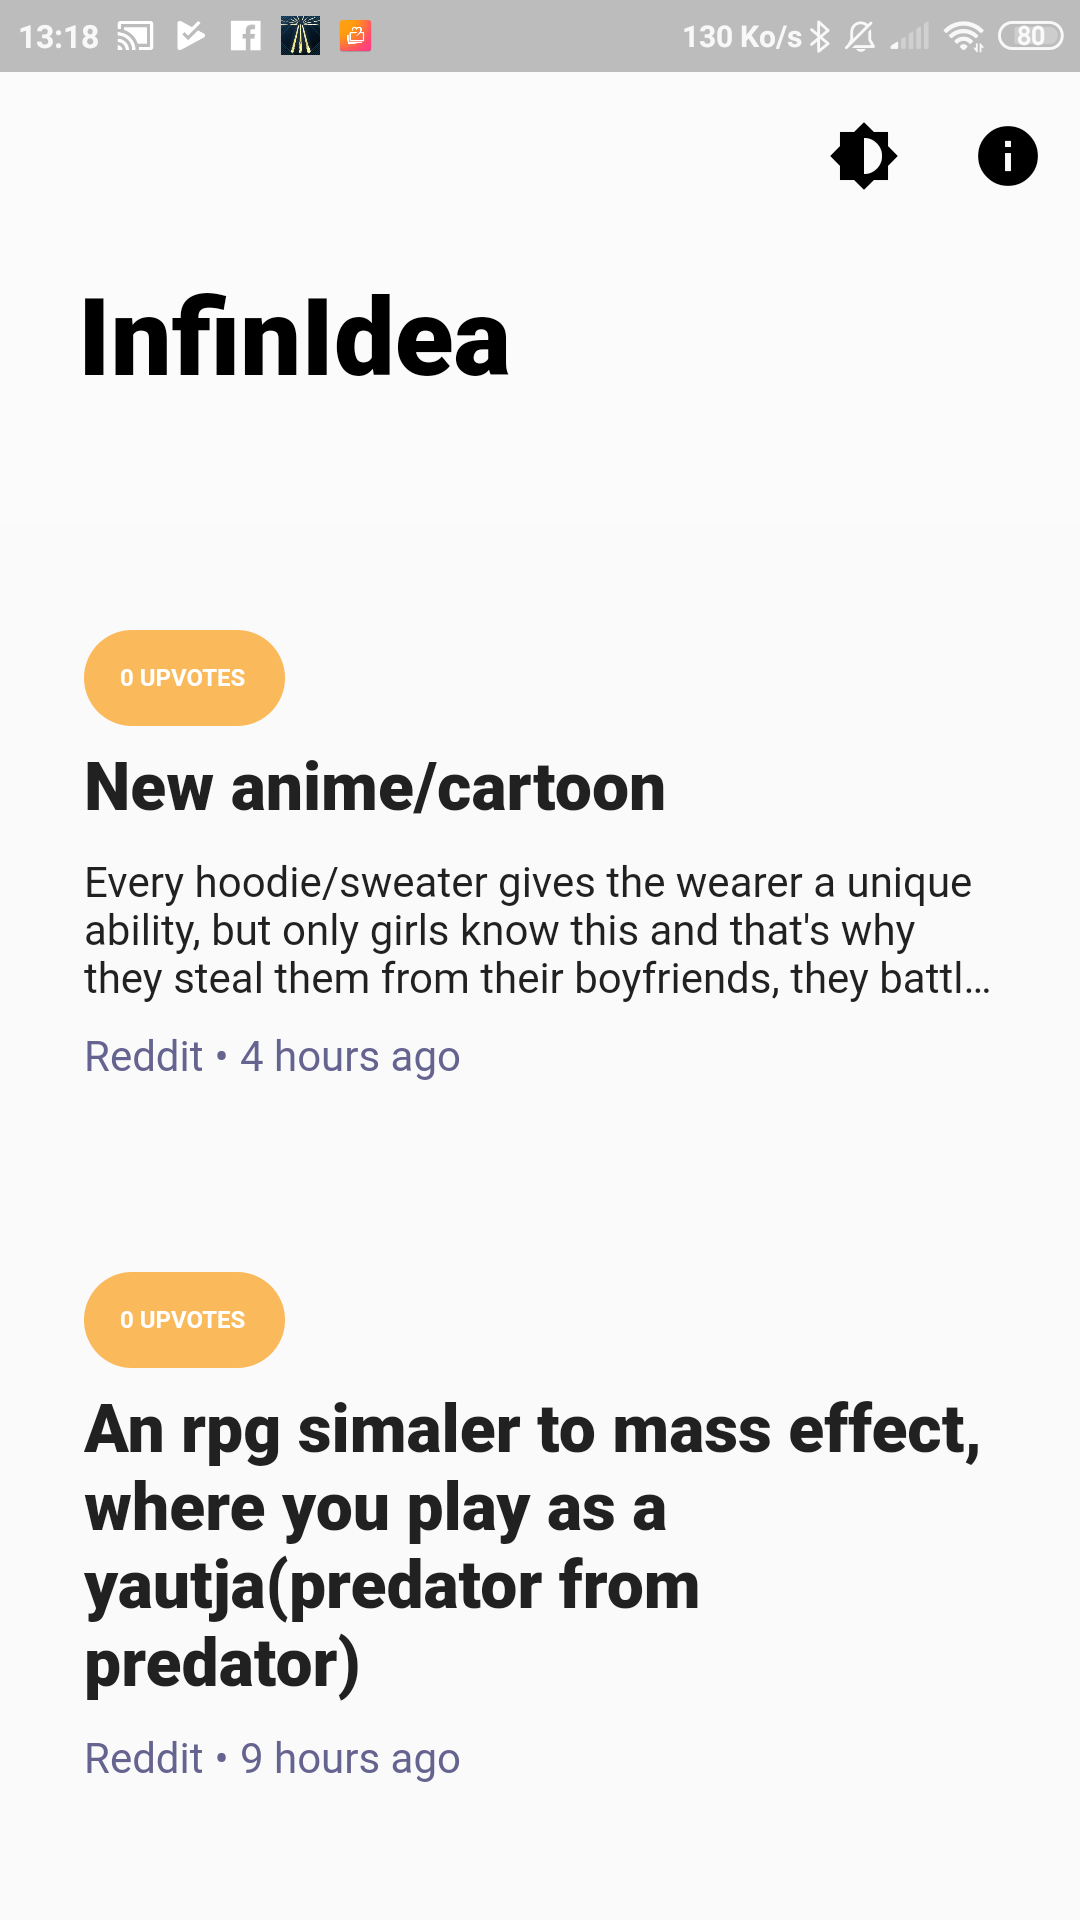 13:18 130 Ko/s 80
InfinIdea
0 UPVOTES
New anime/cartoon
Every hoodie/sweater gives the wearer a unique
ability, but only girls know this and that's why
they steal them from their boyfriends, they battl…
Reddit • 4 hours ago
0 UPVOTES
An rpg simaler to mass effect,
where you play as a
yautja(predator from
predator)
Reddit • 9 hours ago